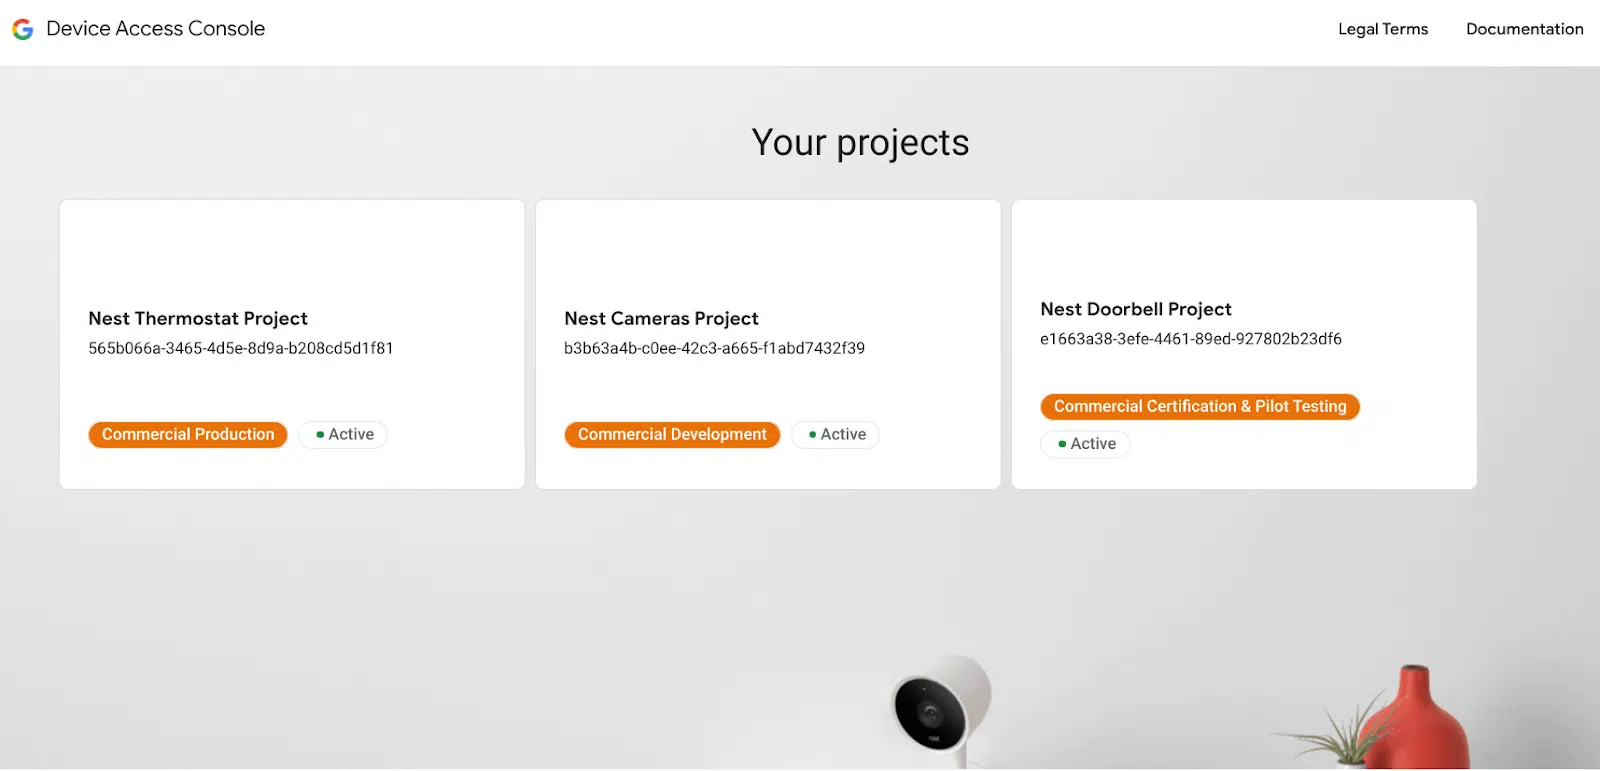 Device Access Console
Legal Terms
Documentation
Your projects
Nest Thermostat Project
565b066a-3465-4d5e-8d9a-b208cd5d1f81
Commercial Production
Active
Nest Cameras Project
b3b63a4b-c0ee-42c3-a665-f1abd7432f39
Commercial Development
Active
Nest Doorbell Project
e1663a38-3efe-4461-89ed-927802b23df6
Commercial Certification & Pilot Testing
Active
nest